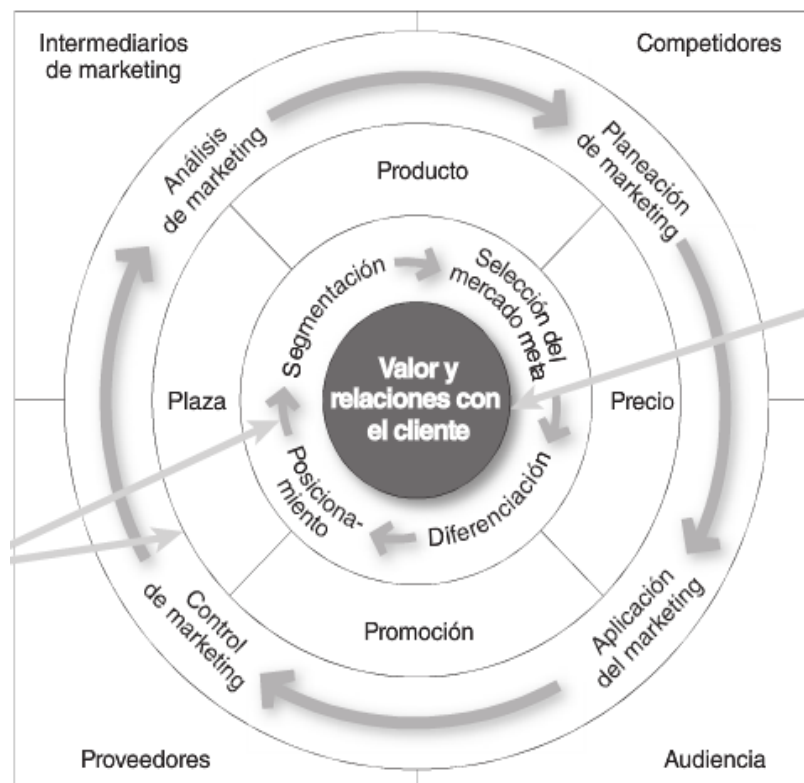 Intermediarios
de marketing
Competidores
Análisis
de marketing
Planeación
de marketing
Producto
Segmentación
Selección del
mercado meta
Valor y
relaciones con
el cliente
Plaza
Precio
Posiciona-
miento
Diferenciación
Control
de marketing
Promoción
Aplicación
del marketing
Proveedores
Audiencia